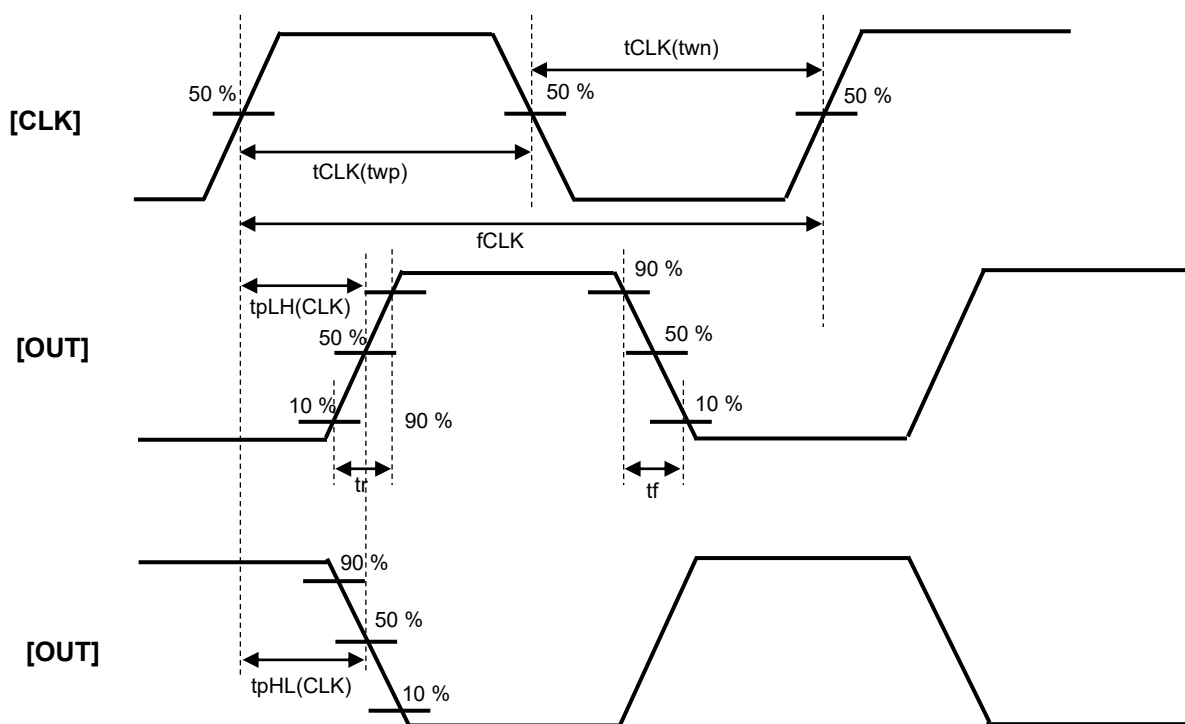 tCLK(twn)
50 %
50 %
50 %
[CLK]
tCLK(twp)
fCLK
90 %
tpLH(CLK)
50 %
50 %
[OUT]
10 %
90 %
10 %
tr
tf
90 %
50 %
[OUT]
tpHL(CLK)
10 %